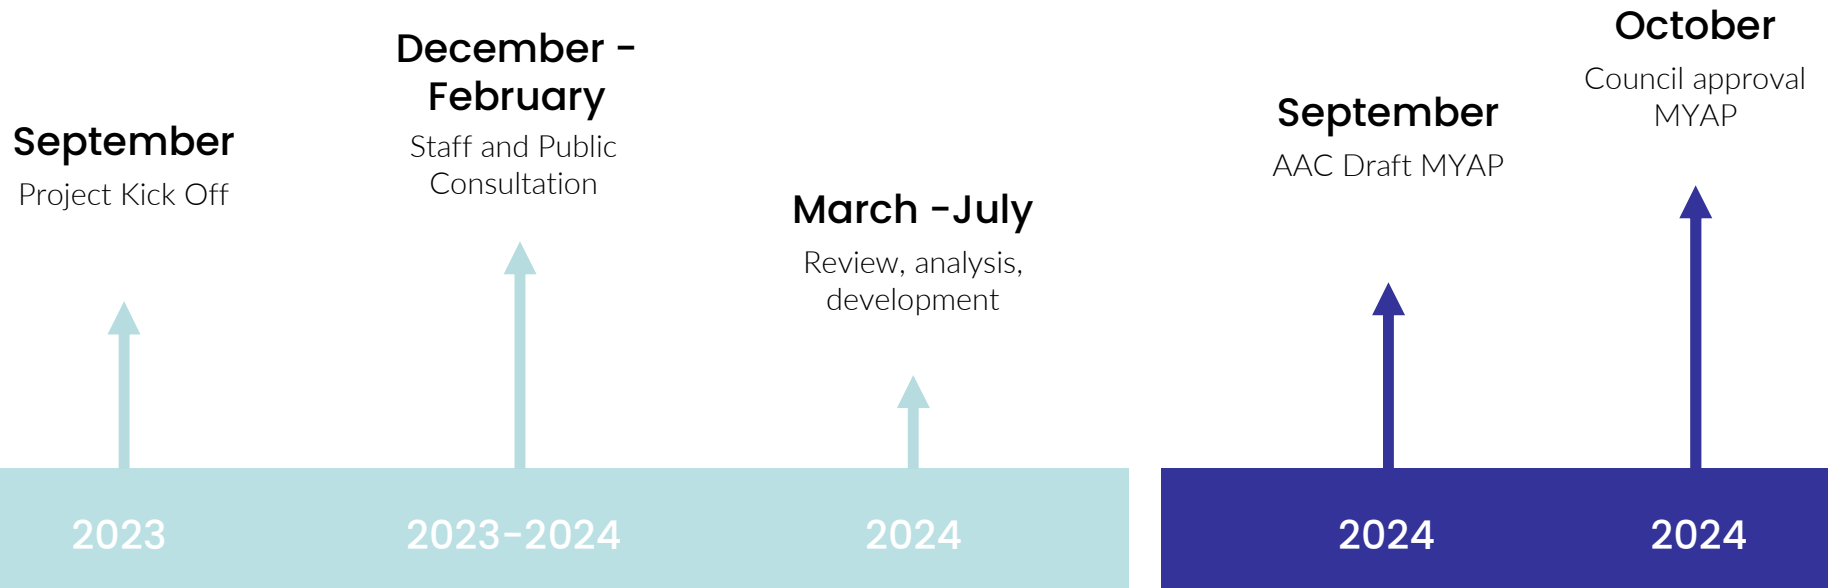 September
Project Kick Off
December -
February
Staff and Public
Consultation
March -July
Review, analysis,
development
September
AAC Draft MYAP
October
Council approval
MYAP
2023
2023-2024
2024
2024
2024